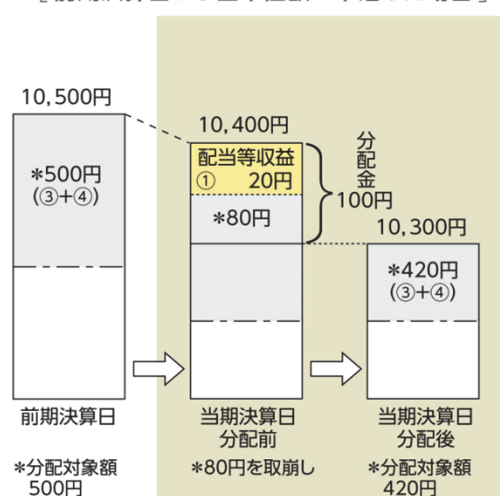 10,500円
*500円
(③+④)
前期決算日
*分配対象額
500円
10,400円
配当等収益
① 20円
*80円
分配金
100円
当期決算日
分配前
*80円を取崩し
10,300円
*420円
(③+④)
当期決算日
分配後
*分配対象額
420円